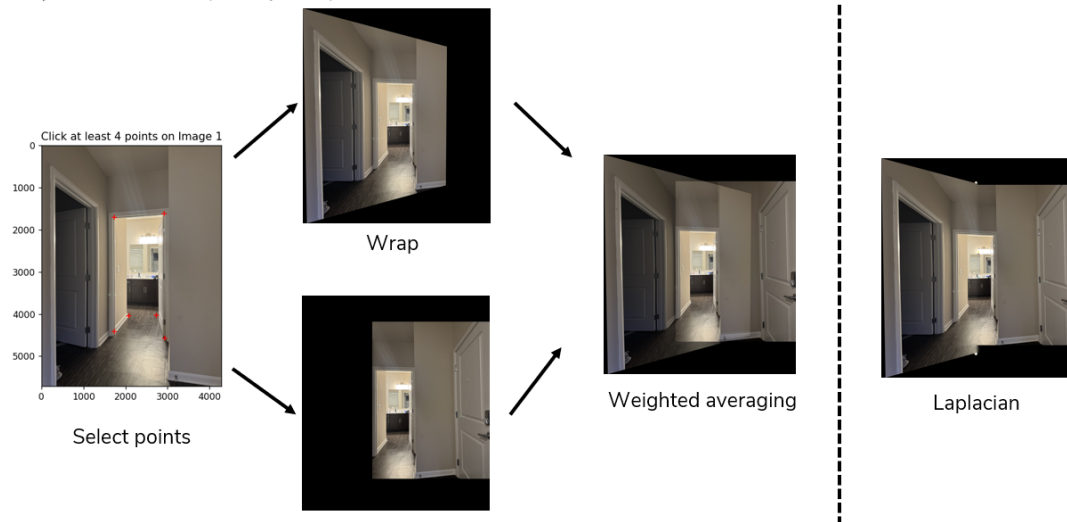 Click at least 4 points on Image 1
0
1000
2000
3000
4000
5000
0
1000
2000
3000
4000
Select points
Wrap
Weighted averaging
Laplacian